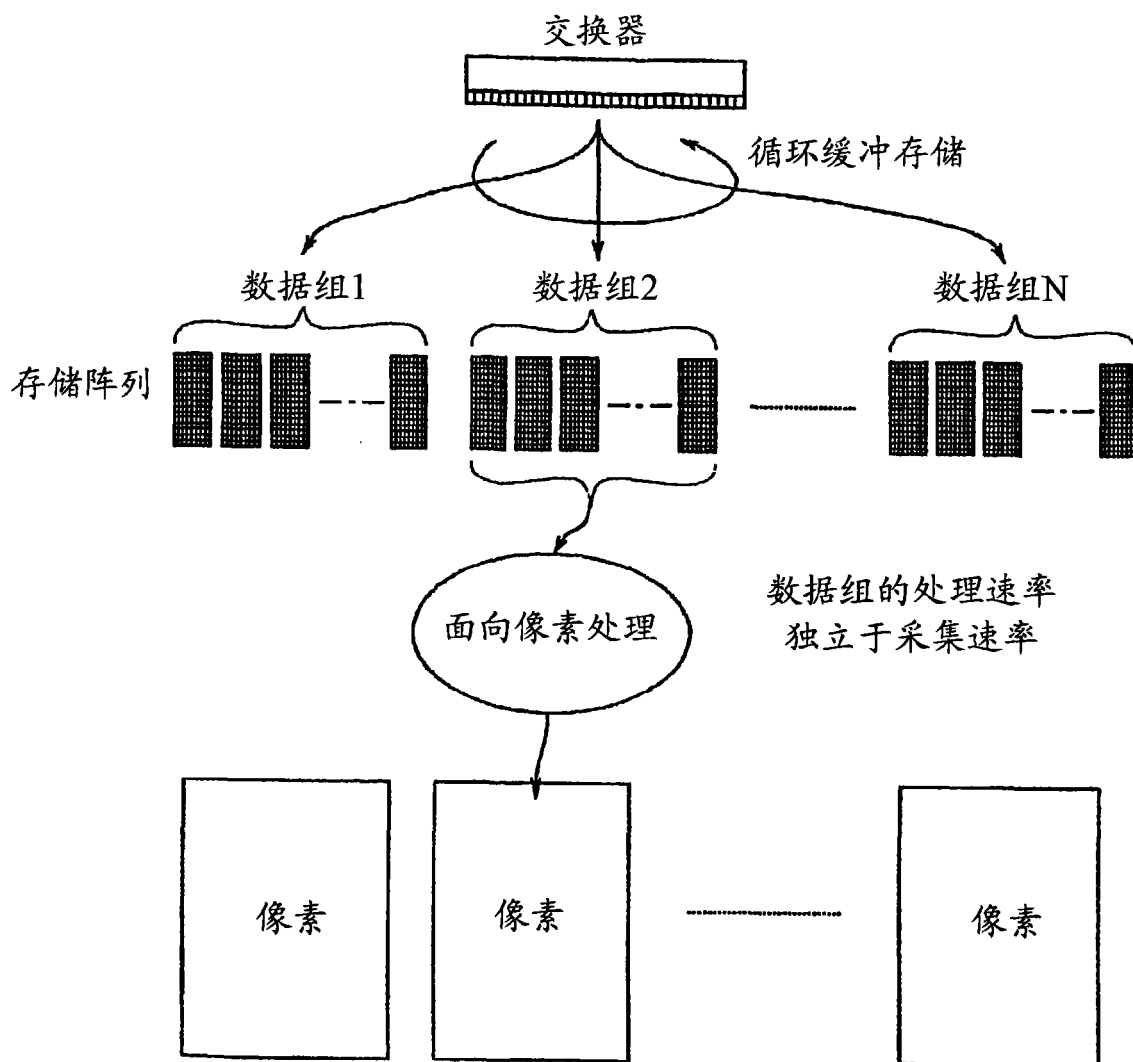 交换器
循环缓冲存储
数据组1
数据组2
数据组N
存储阵列
面向像素处理
数据组的处理速率
独立于采集速率
像素
像素
像素